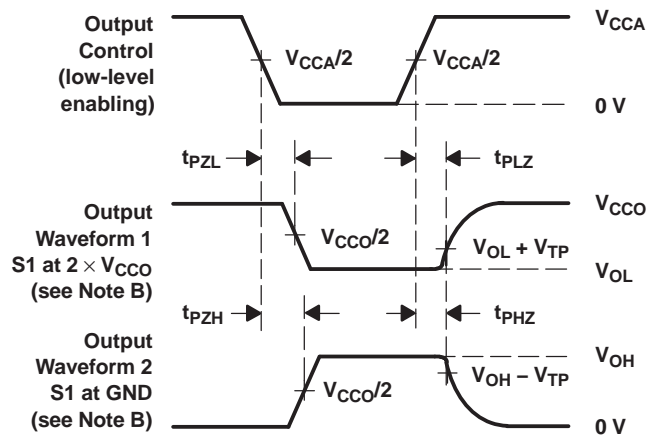 Output
Control
(low-level
enabling)
V_CCA/2
V_CCA/2
V_CCA
0 V
t_PZL
t_PLZ
Output
Waveform 1
S1 at 2 × V_CCO
(see Note B)
V_CCO/2
V_CCO
V_OL + V_TP
V_OL
t_PZH
t_PHZ
Output
Waveform 2
S1 at GND
(see Note B)
V_CCO/2
V_OH
V_OH − V_TP
0 V